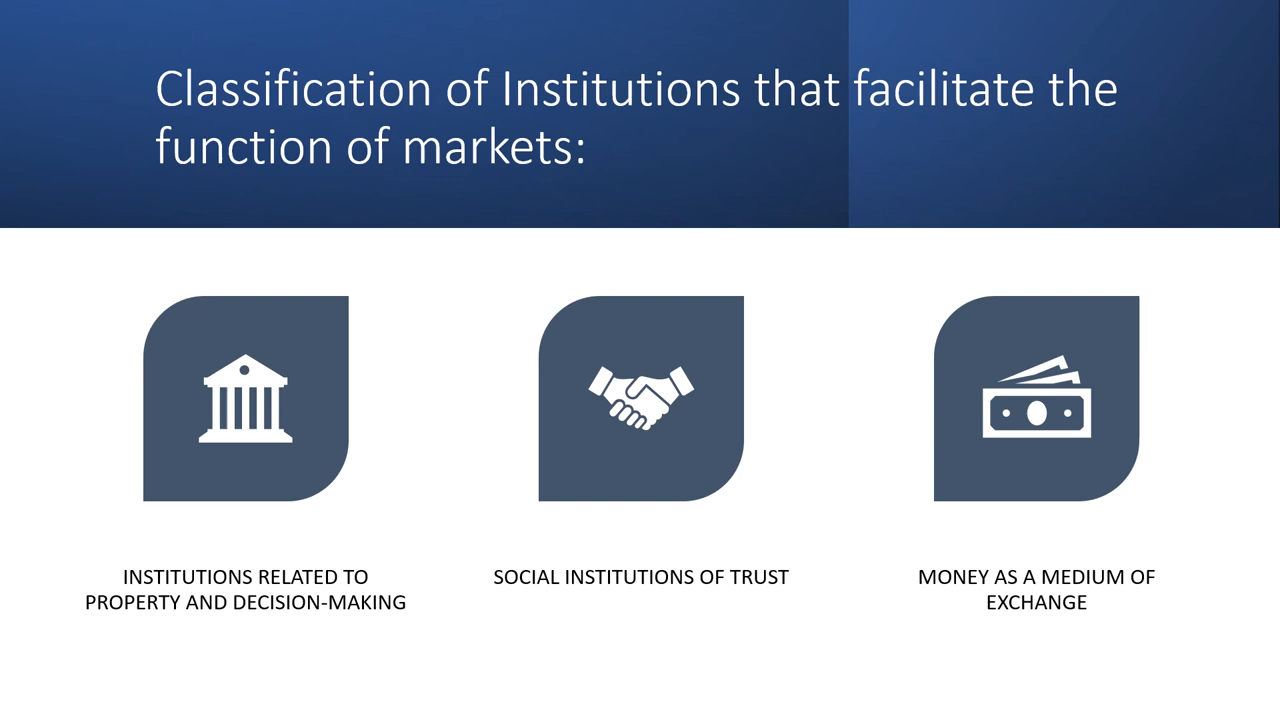 Classification of Institutions that facilitate the
function of markets:
INSTITUTIONS RELATED TO
PROPERTY AND DECISION-MAKING
SOCIAL INSTITUTIONS OF TRUST
MONEY AS A MEDIUM OF
EXCHANGE